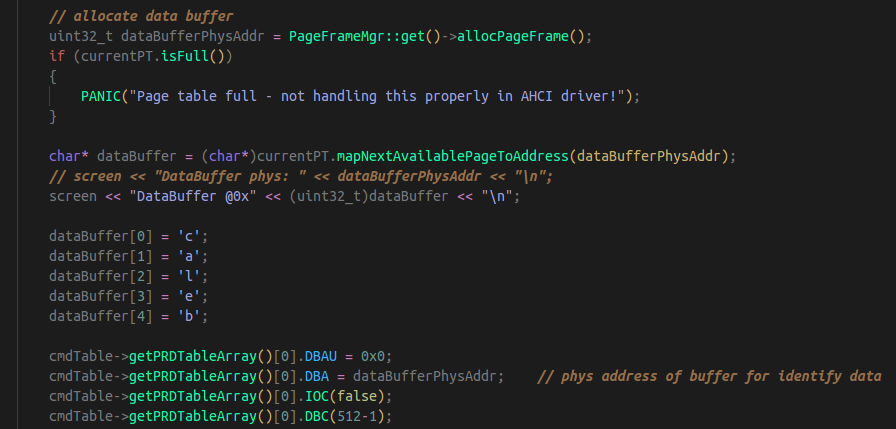 // allocate data buffer
uint32_t dataBufferPhysAddr = PageFrameMgr::get()->allocPageFrame();
if (currentPT.isFull())
{
    PANIC("Page table full - not handling this properly in AHCI driver!");
}

char* dataBuffer = (char*)currentPT.mapNextAvailablePageToAddress(dataBufferPhysAddr);
// screen << "DataBuffer phys: " << dataBufferPhysAddr << "\n";
screen << "DataBuffer @0x" << (uint32_t)dataBuffer << "\n";

dataBuffer[0] = 'c';
dataBuffer[1] = 'a';
dataBuffer[2] = 'l';
dataBuffer[3] = 'e';
dataBuffer[4] = 'b';

cmdTable->getPRDTableArray()[0].DBAU = 0x0;
cmdTable->getPRDTableArray()[0].DBA = dataBufferPhysAddr;    // phys address of buffer for identify data
cmdTable->getPRDTableArray()[0].IOC(false);
cmdTable->getPRDTableArray()[0].DBC(512-1);